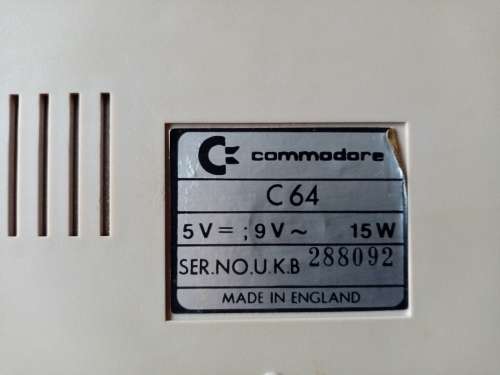 commodore
C64
5V⎓;9V~ 15W
SER.NO.U.K.B 288092
MADE IN ENGLAND